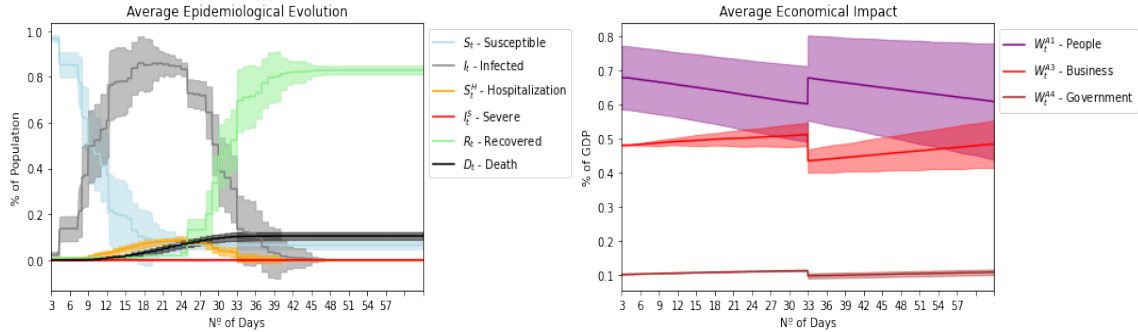 Average Epidemiological Evolution
% of Population
1.0
0.8
0.6
0.4
0.2
0.0
3 6 9 12 15 18 21 24 27 30 33 36 39 42 45 48 51 54 57
Nº of Days
S_t - Susceptible
I_t - Infected
S_t^H - Hospitalization
I_t^S - Severe
R_t - Recovered
D_t - Death
Average Economical Impact
% of GDP
0.8
0.7
0.6
0.5
0.4
0.3
0.2
0.1
3 6 9 12 15 18 21 24 27 30 33 36 39 42 45 48 51 54 57
Nº of Days
W_t^A1 - People
W_t^A3 - Business
W_t^A4 - Government